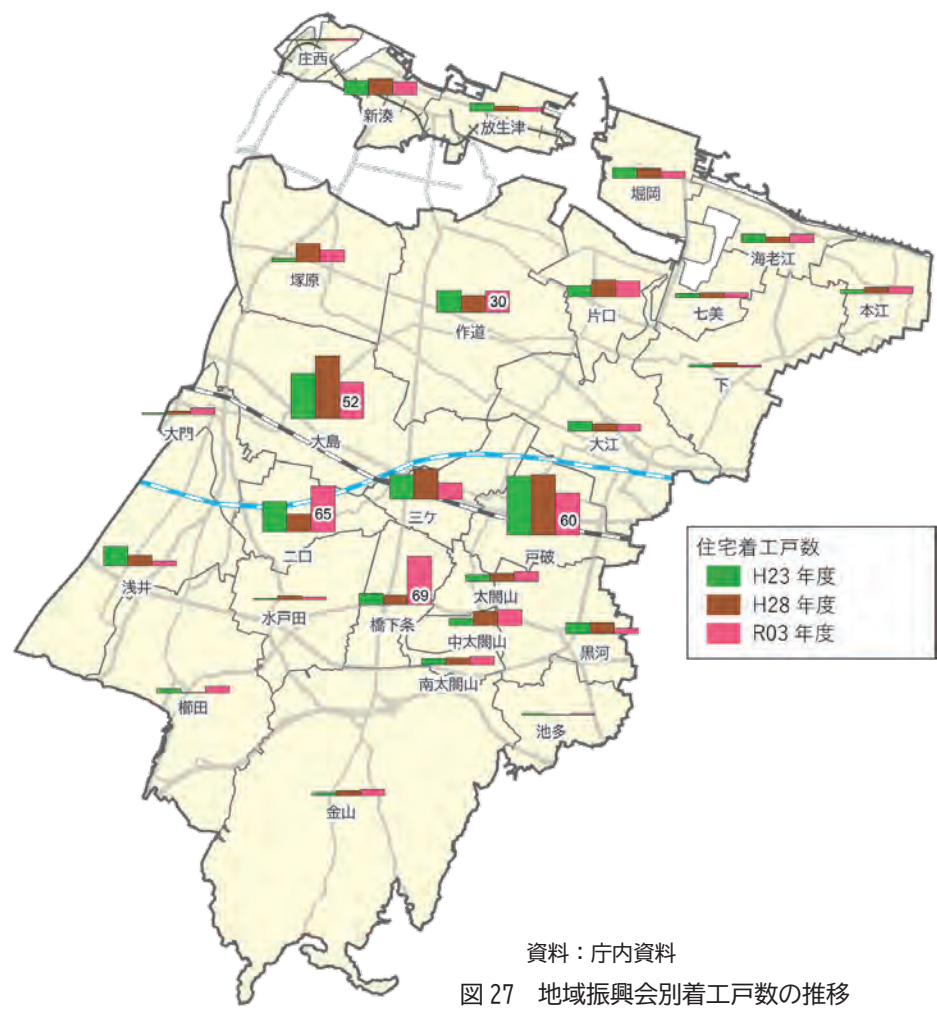 庄西
新湊
放生津
堀岡
海老江
塚原
30
作道
片口
七美
本江
下
52
大島
大門
大江
三ケ
65
二口
60
戸破
住宅着工戸数
H23 年度
H28 年度
R03 年度
浅井
太閤山
水戸田
69
橋下条
中太閤山
黒河
南太閤山
櫛田
池多
金山
資料：庁内資料
図 27 地域振興会別着工戸数の推移